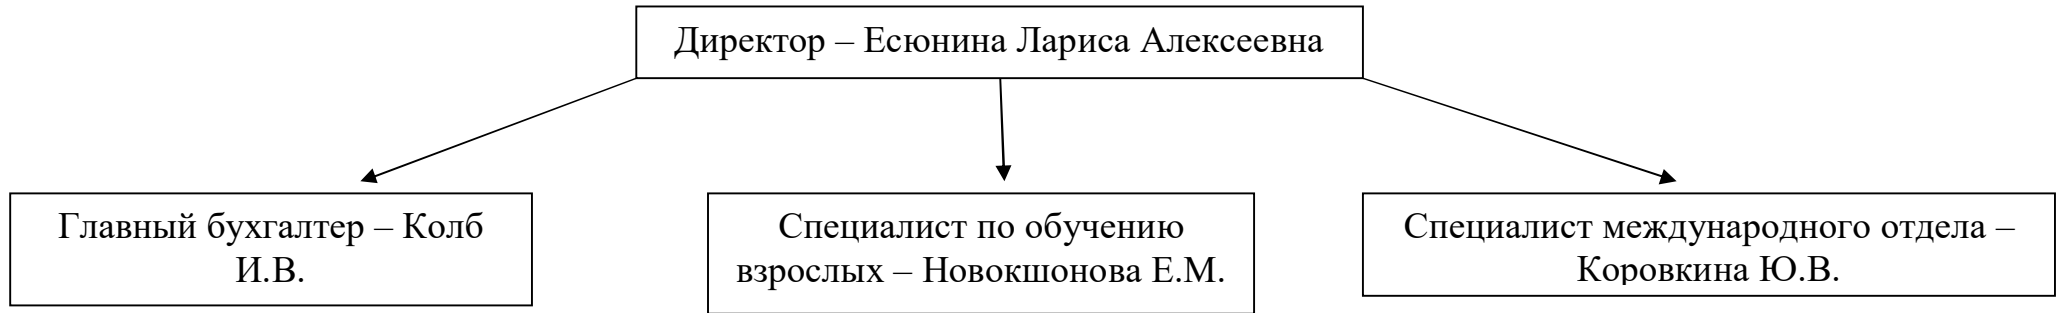 Директор – Есюнина Лариса Алексеевна
Главный бухгалтер – Колб
И.В.
Специалист по обучению
взрослых – Новокшонова Е.М.
Специалист международного отдела –
Коровкина Ю.В.